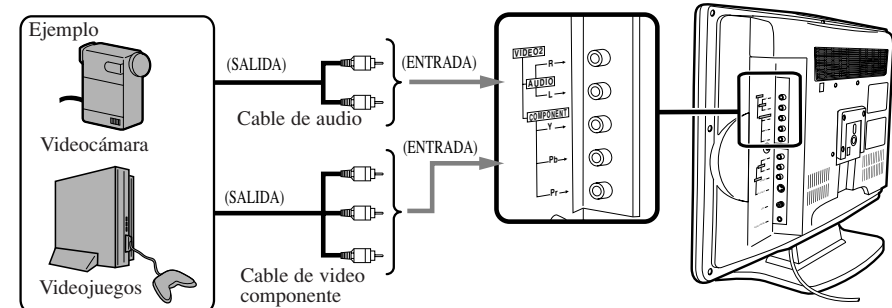 Ejemplo
Videocámara
Videojuegos
(SALIDA)
Cable de audio
(ENTRADA)
(SALIDA)
Cable de video
componente
(ENTRADA)
VIDEO2
R
AUDIO
L
COMPONENT
Y
Pb
Pr